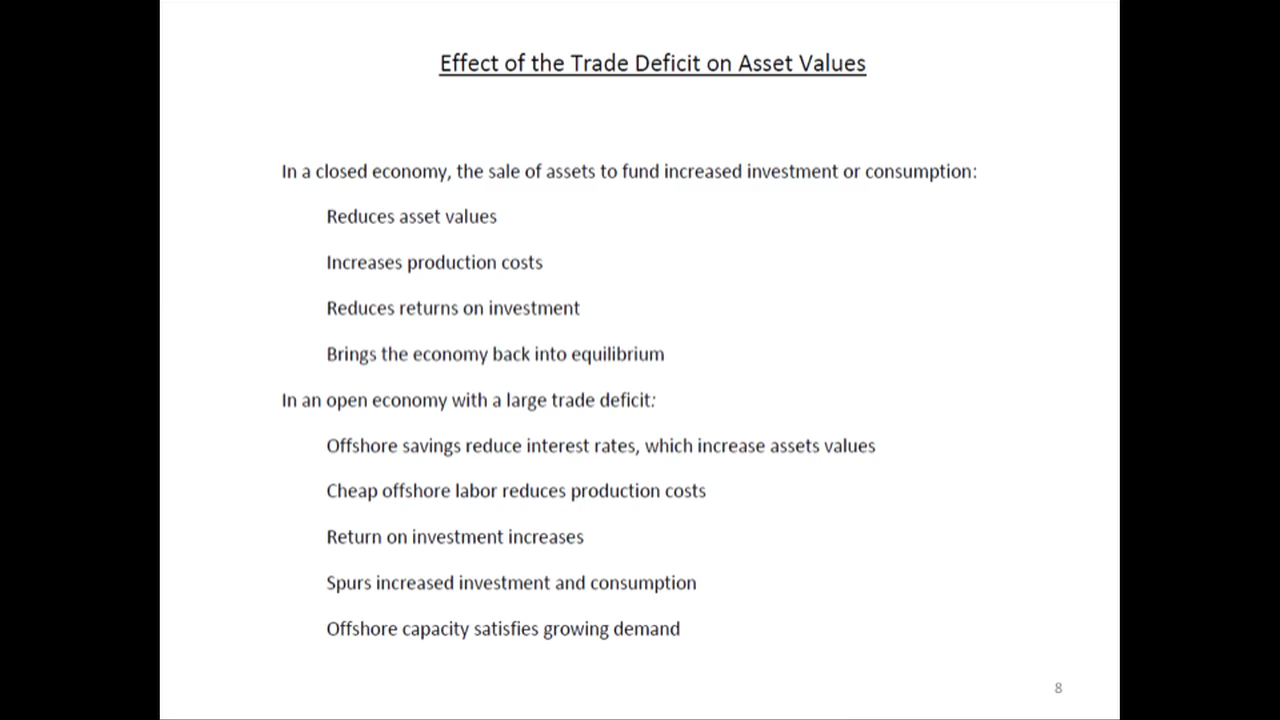 Effect of the Trade Deficit on Asset Values
In a closed economy, the sale of assets to fund increased investment or consumption:
Reduces asset values
Increases production costs
Reduces returns on investment
Brings the economy back into equilibrium
In an open economy with a large trade deficit:
Offshore savings reduce interest rates, which increase assets values
Cheap offshore labor reduces production costs
Return on investment increases
Spurs increased investment and consumption
Offshore capacity satisfies growing demand
8